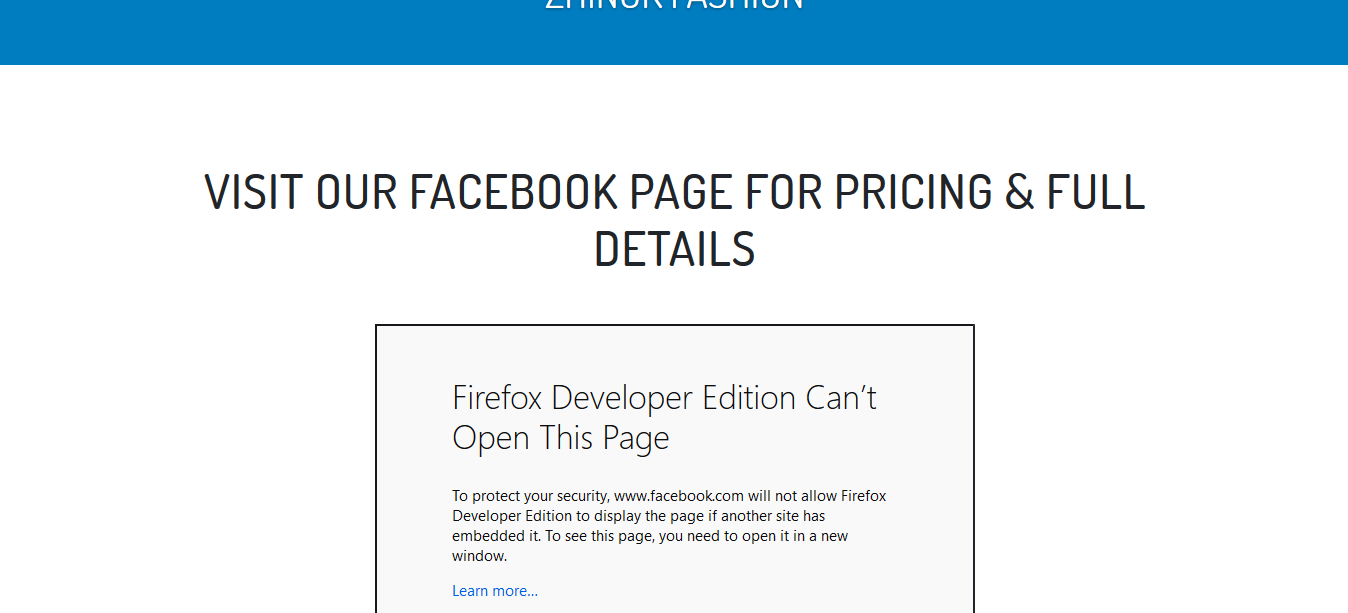 ZHINUK FASHION
VISIT OUR FACEBOOK PAGE FOR PRICING & FULL
DETAILS
Firefox Developer Edition Can’t
Open This Page
To protect your security, www.facebook.com will not allow Firefox
Developer Edition to display the page if another site has
embedded it. To see this page, you need to open it in a new
window.
Learn more...